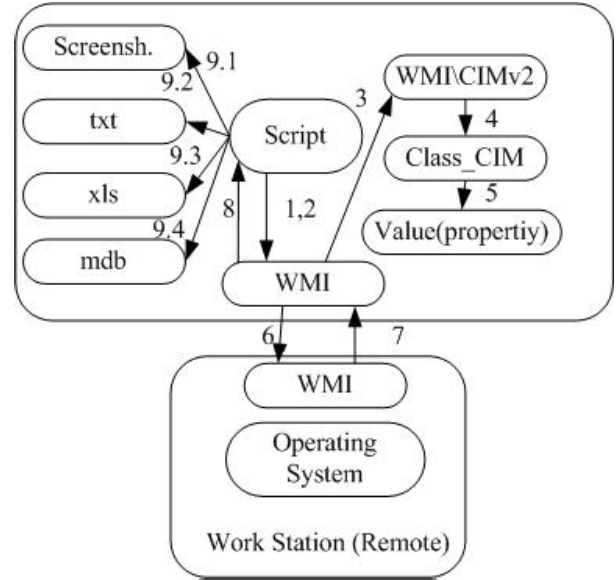 Screensh.
9.1
9.2
txt
9.3
xls
9.4
mdb
Script
8
1,2
3
WMI\CIMv2
4
Class_CIM
5
Value(propertiy)
WMI
6
7
WMI
Operating
System
Work Station (Remote)